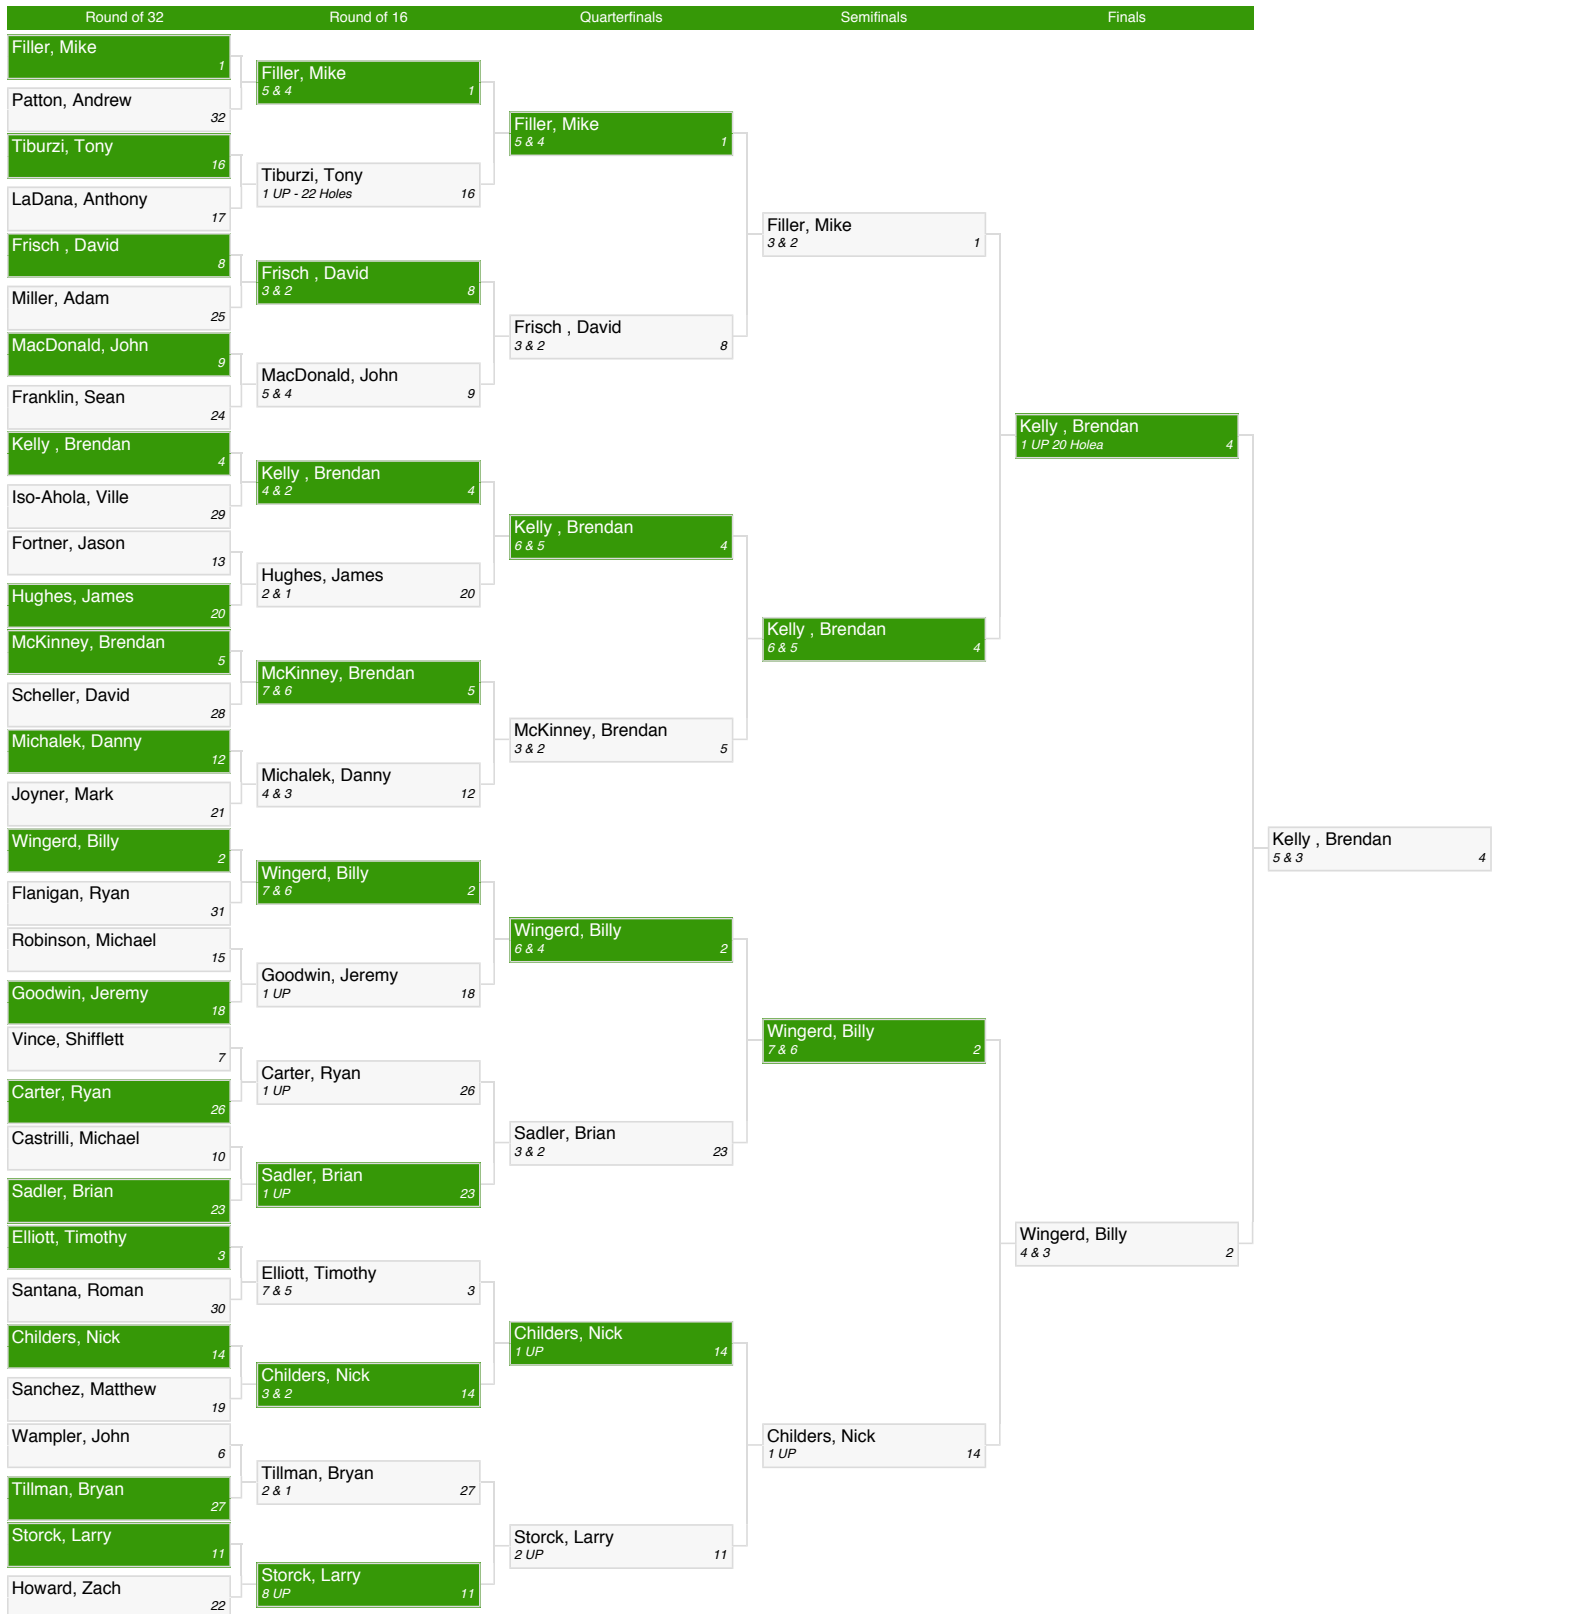 Round of 32
Round of 16
Quarterfinals
Semifinals
Finals
Filler, Mike
1
Patton, Andrew
32
Tiburzi, Tony
16
LaDana, Anthony
17
Frisch , David
8
Miller, Adam
25
MacDonald, John
9
Franklin, Sean
24
Kelly , Brendan
4
Iso-Ahola, Ville
29
Fortner, Jason
13
Hughes, James
20
McKinney, Brendan
5
Scheller, David
28
Michalek, Danny
12
Joyner, Mark
21
Wingerd, Billy
2
Flanigan, Ryan
31
Robinson, Michael
15
Goodwin, Jeremy
18
Vince, Shifflett
7
Carter, Ryan
26
Castrilli, Michael
10
Sadler, Brian
23
Elliott, Timothy
3
Santana, Roman
30
Childers, Nick
14
Sanchez, Matthew
19
Wampler, John
6
Tillman, Bryan
27
Storck, Larry
11
Howard, Zach
22
Filler, Mike
5 & 4 1
Tiburzi, Tony
1 UP - 22 Holes 16
Frisch , David
3 & 2 8
MacDonald, John
5 & 4 9
Kelly , Brendan
4 & 2 4
Hughes, James
2 & 1 20
McKinney, Brendan
7 & 6 5
Michalek, Danny
4 & 3 12
Wingerd, Billy
7 & 6 2
Goodwin, Jeremy
1 UP 18
Carter, Ryan
1 UP 26
Sadler, Brian
1 UP 23
Elliott, Timothy
7 & 5 3
Childers, Nick
3 & 2 14
Tillman, Bryan
2 & 1 27
Storck, Larry
8 UP 11
Filler, Mike
5 & 4 1
Frisch , David
3 & 2 8
Kelly , Brendan
6 & 5 4
McKinney, Brendan
3 & 2 5
Wingerd, Billy
6 & 4 2
Sadler, Brian
3 & 2 23
Childers, Nick
1 UP 14
Storck, Larry
2 UP 11
Filler, Mike
3 & 2 1
Kelly , Brendan
6 & 5 4
Wingerd, Billy
7 & 6 2
Childers, Nick
1 UP 14
Kelly , Brendan
1 UP 20 Holea 4
Wingerd, Billy
4 & 3 2
Kelly , Brendan
5 & 3 4